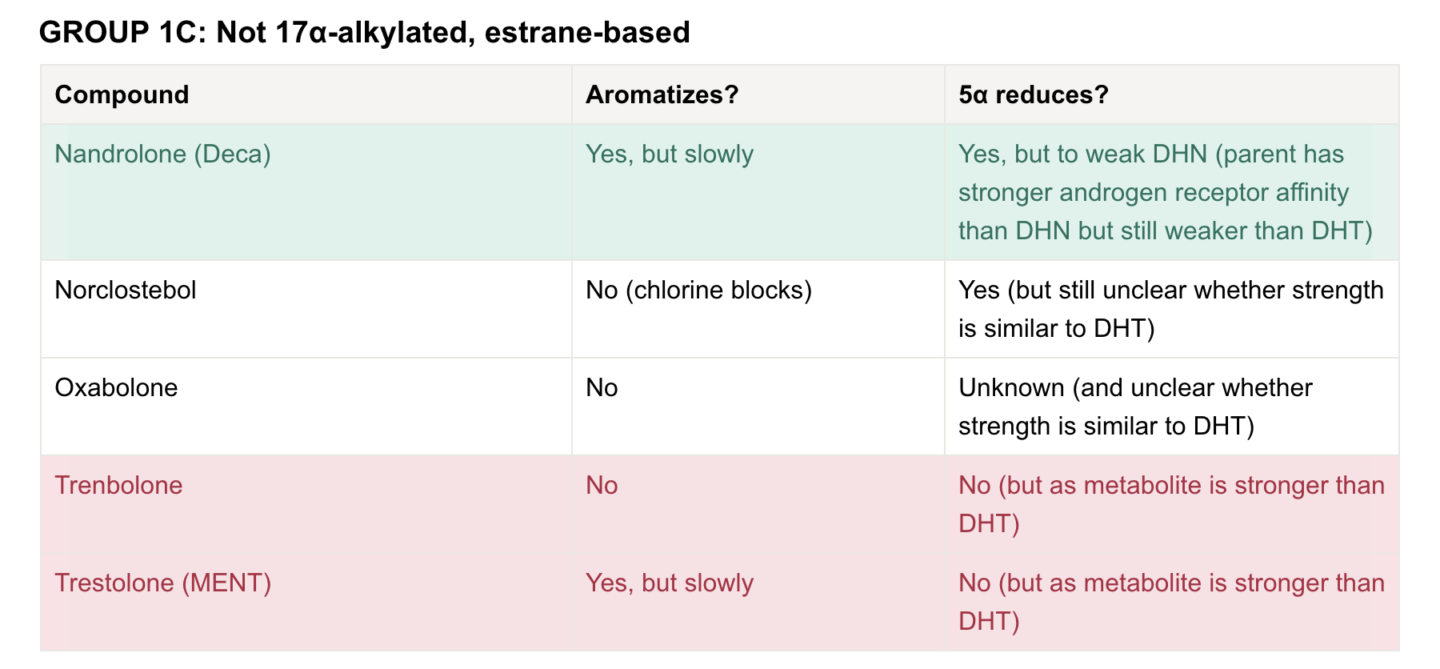 GROUP 1C: Not 17α-alkylated, estrane-based
Compound
Aromatizes?
5α reduces?
Nandrolone (Deca)
Yes, but slowly
Yes, but to weak DHN (parent has
stronger androgen receptor affinity
than DHN but still weaker than DHT)
Norclostebol
No (chlorine blocks)
Yes (but still unclear whether strength
is similar to DHT)
Oxabolone
No
Unknown (and unclear whether
strength is similar to DHT)
Trenbolone
No
No (but as metabolite is stronger than
DHT)
Trestolone (MENT)
Yes, but slowly
No (but as metabolite is stronger than
DHT)